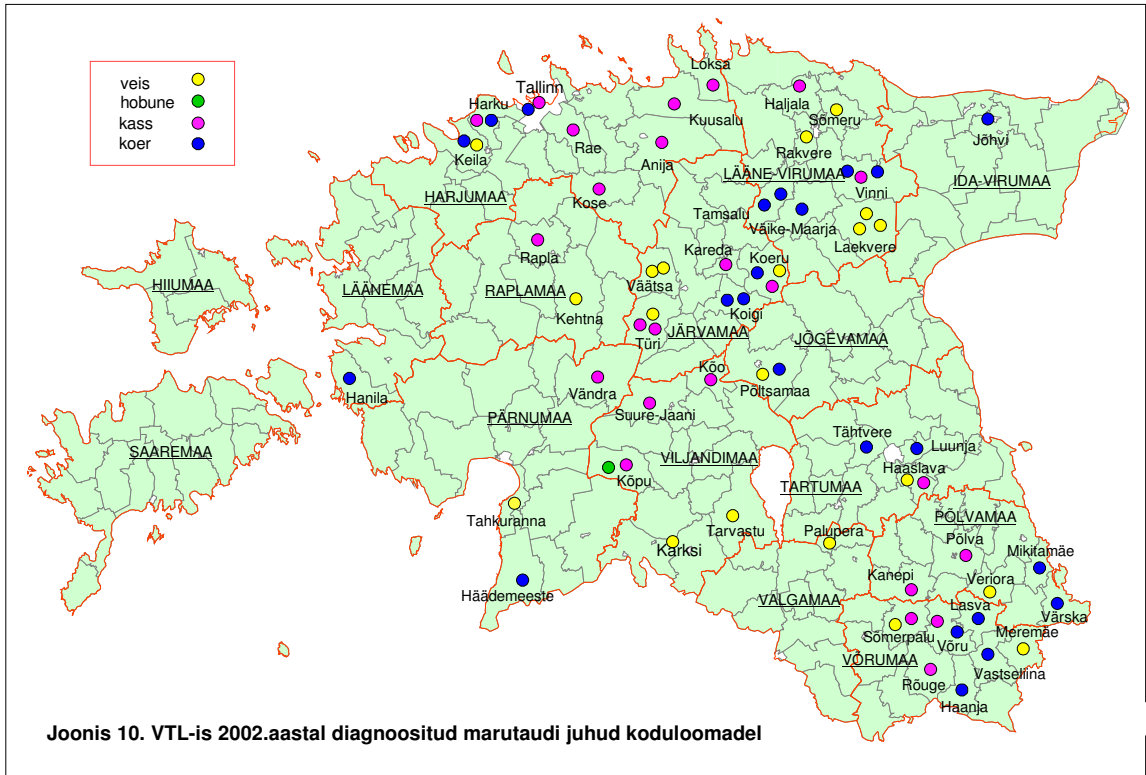 veis
hobune
kass
koer
Loksa
Tallinn
Harku
Haljala
Kuusalu
Sõmeru
Rae
Jõhvi
Rakvere
Keila
Anija
LÄÄNE-VIRUMAA
IDA-VIRUMAA
Vinni
HARJUMAA
Kose
Tamsalu
Väike-Maarja
Laekvere
Kareda
Rapla
Koeru
HIIUMAA
LÄÄNEMAA
RAPLAMAA
Väätsa
Kehtna
Koigi
JÄRVAMAA
Türi
JÕGEVAMAA
Kõo
Põltsamaa
Hanila
Vändra
Suure-Jaani
PÄRNUMAA
Tähtvere
Luunja
SAAREMAA
VILJANDIMAA
Haaslava
Kõpu
TARTUMAA
PÕLVAMAA
Tahkuranna
Tarvastu
Palupera
Põlva
Mikitamäe
Karksi
Kanepi
Veriora
Häädemeeste
VALGAMAA
Lasva
Värska
Sõmerpalu
Võru
Meremäe
VÕRUMAA
Vastseliina
Rõuge
Haanja
Joonis 10. VTL-is 2002.aastal diagnoositud marutaudi juhud koduloomadel